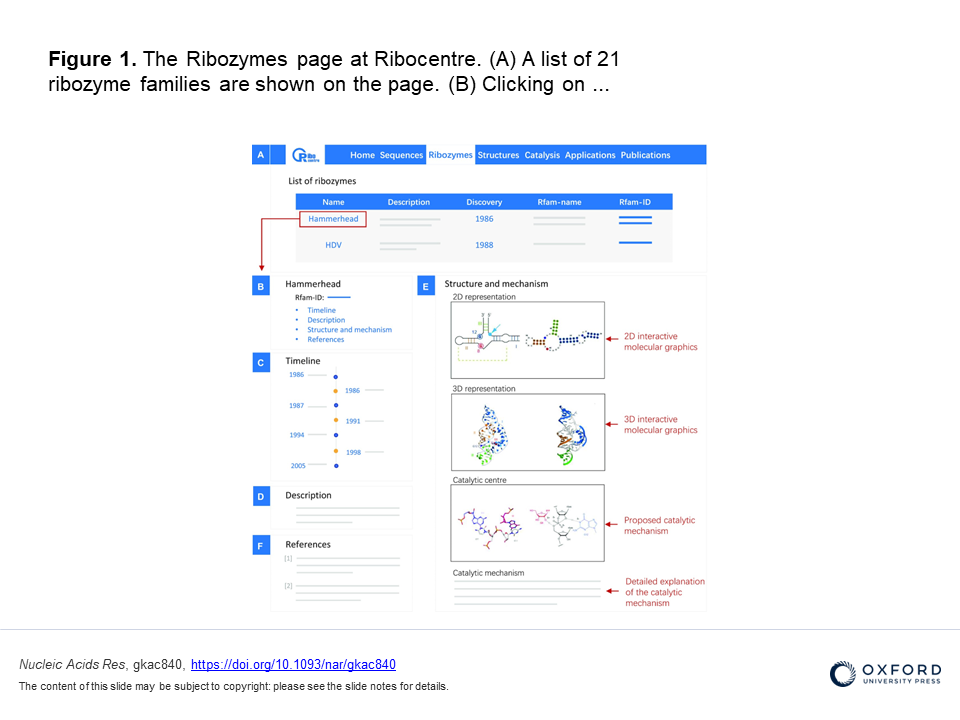 Figure 1. The Ribozymes page at Ribocentre. (A) A list of 21
ribozyme families are shown on the page. (B) Clicking on ...
A
Ribo
centre
Home Sequences Ribozymes Structures Catalysis Applications Publications
List of ribozymes
Name Description Discovery Rfam-name Rfam-ID
Hammerhead 1986
HDV 1988
B
Hammerhead
Rfam-ID:
• Timeline
• Description
• Structure and mechanism
• References
C
Timeline
1986
1986
1987
1991
1994
1998
2005
D
Description
F
References
[1]
[2]
E
Structure and mechanism
2D representation
2D interactive
molecular graphics
3D representation
3D interactive
molecular graphics
Catalytic centre
Proposed catalytic
mechanism
Catalytic mechanism
Detailed explanation
of the catalytic
mechanism
Nucleic Acids Res, gkac840, https://doi.org/10.1093/nar/gkac840
The content of this slide may be subject to copyright: please see the slide notes for details.
OXFORD
UNIVERSITY PRESS